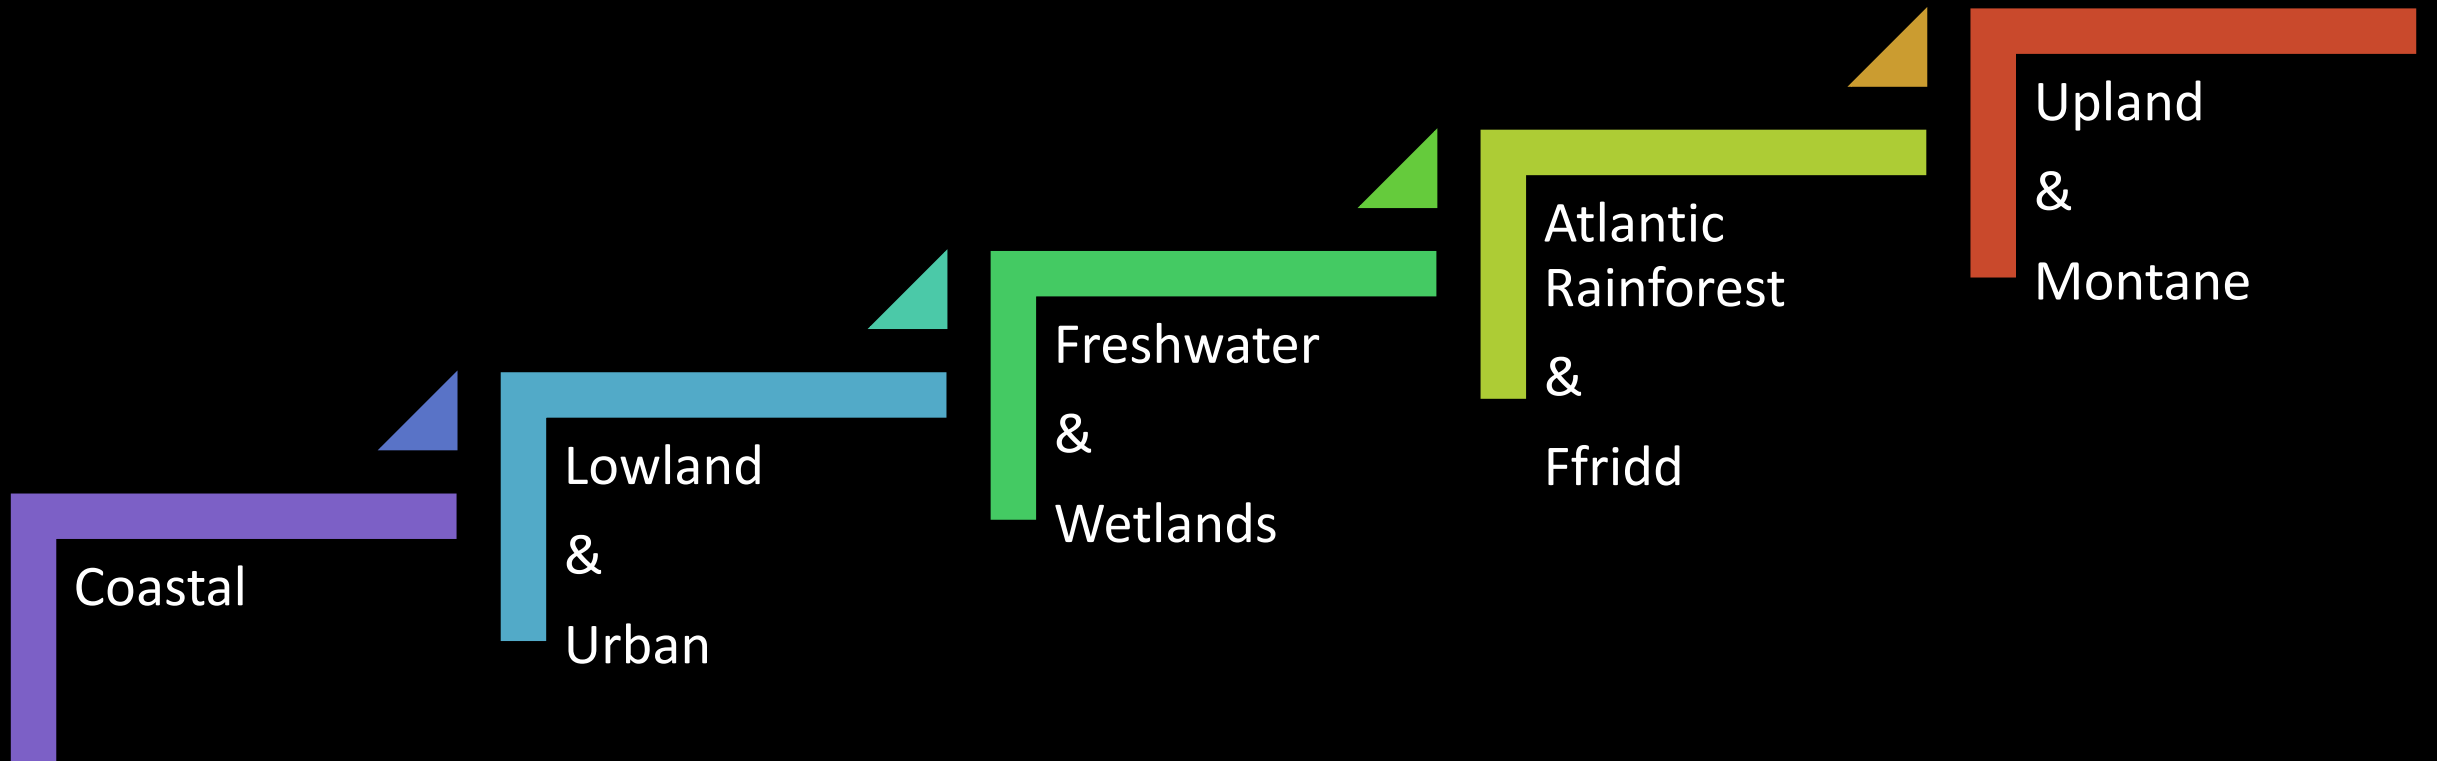 Coastal
Lowland
&
Urban
Freshwater
&
Wetlands
Atlantic
Rainforest
&
Ffridd
Upland
&
Montane